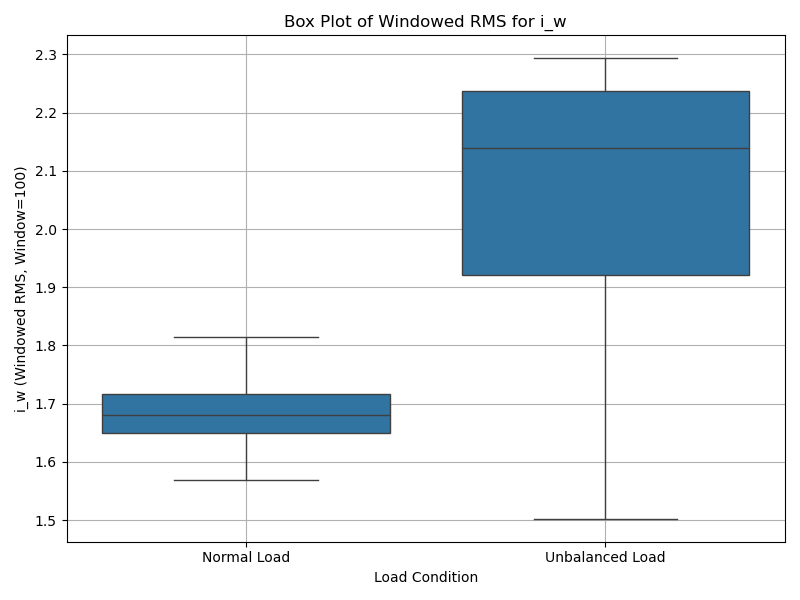 Box Plot of Windowed RMS for i_w
i_w (Windowed RMS, Window=100)
2.3
2.2
2.1
2.0
1.9
1.8
1.7
1.6
1.5
Normal Load
Unbalanced Load
Load Condition